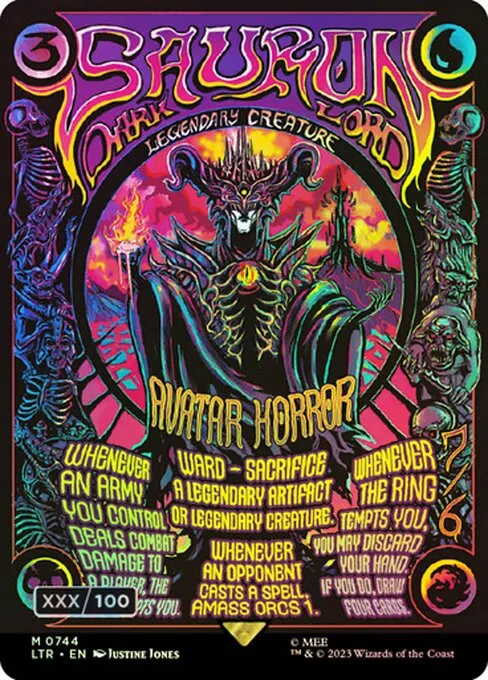 3
SAURON
DARK LORD
LEGENDARY CREATURE
AVATAR HORROR
WHENEVER
AN ARMY
YOU CONTROL
DEALS COMBAT
DAMAGE TO
A PLAYER, THE
YOU.
WARD – SACRIFICE
A LEGENDARY ARTIFACT
OR LEGENDARY CREATURE.
WHENEVER
AN OPPONENT
CASTS A SPELL,
AMASS ORCS 1.
WHENEVER
THE RING
TEMPTS YOU,
YOU MAY DISCARD
YOUR HAND.
IF YOU DO, DRAW
FOUR CARDS.
7/6
XXX/100
M 0744
LTR • EN JUSTINE JONES
© MEE
™ & © 2023 Wizards of the Coast